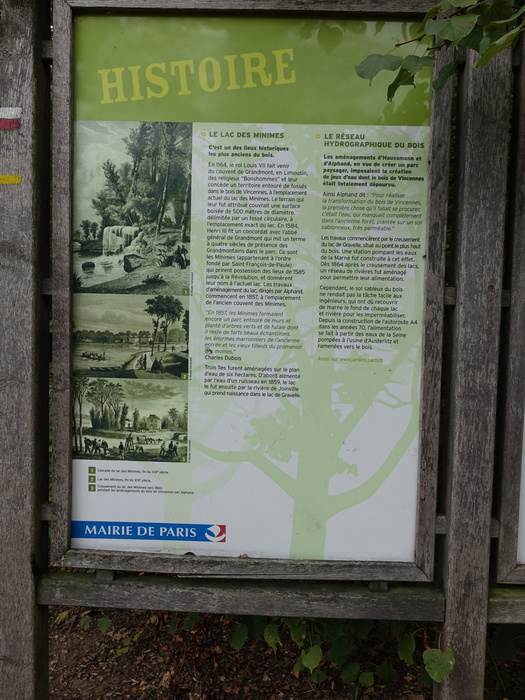 HISTOIRE
LE LAC DES MINIMES
C'est un des lieux historiques
les plus anciens du bois.
En 1164, le roi Louis VII fait venir
du couvent de Grandmont, en Limousin,
des religieux "Bonshommes" et leur
concède un territoire entouré de fossés
dans le bois de Vincennes, à l'emplacement
actuel du lac des Minimes. Le terrain qui
leur fut attribué couvrait une surface
boisée de 500 mètres de diamètre,
délimitée par un fossé circulaire, à
l'emplacement exact du lac. En 1584,
Henri III fit un concordat avec l'abbé
général de Grandmont qui mit un terme
à quatre siècles de présence des
Grandmontains dans le parc. Ce sont
les Minimes (appartenant à l'ordre
fondé par Saint-François-de-Paule)
qui prirent possession des lieux de 1585
jusqu'à la Révolution, et donnèrent
leur nom à l'actuel lac. Les travaux
d'aménagement du lac, dirigés par Alphand,
commencent en 1857, à l'emplacement
de l'ancien couvent des Minimes.
"En 1857, les Minimes formaient
encore un parc entouré de murs et
planté d'arbres verts et de futaie dont
il reste de forts beaux échantillons,
les énormes marronniers de l'ancienne
entrée et les vieux tilleuls du promenoir
des moines."
Charles Dubois
Trois îles furent aménagées sur le plan
d'eau de six hectares. D'abord alimenté
par l'eau d'un ruisseau en 1859, le lac
le fut ensuite par la rivière de Joinville
qui prend naissance dans le lac de Gravelle.
LE RÉSEAU
HYDROGRAPHIQUE DU BOIS
Les aménagements d'Haussmann et
d'Alphand, en vue de créer un parc
paysager, imposaient la création
de jeux d'eau dont le bois de Vincennes
était totalement dépourvu.
Ainsi Alphand dit : "Pour réaliser
la transformation du bois de Vincennes,
la première chose qu'il fallait se procurer,
c'était l'eau, qui manquait complètement
dans l'ancienne forêt, plantée sur un sol
sablonneux, très perméable."
Les travaux commencèrent par le creusement
du lac de Gravelle, situé au point le plus haut
du bois. Une station pompant les eaux
de la Marne fut construite à cet effet.
Dès 1864 après le creusement des lacs,
un réseau de rivières fut aménagé
pour permettre leur alimentation.
Cependant, le sol sableux du bois
ne rendait pas la tâche facile aux
ingénieurs, qui ont dû recouvrir
de marne le fond de chaque lac
et rivière pour les imperméabiliser.
Depuis la construction de l'autoroute A4
dans les années 70, l'alimentation
se fait à partir des eaux de la Seine
pompées à l'usine d'Austerlitz et
ramenées vers le bois.
1 Cascade du lac des Minimes, fin du XIXe siècle.
2 Lac des Minimes, fin du XIXe siècle.
3 Creusement du lac des Minimes vers 1860
pendant les aménagements du bois de Vincennes par Alphand.
MAIRIE DE PARIS